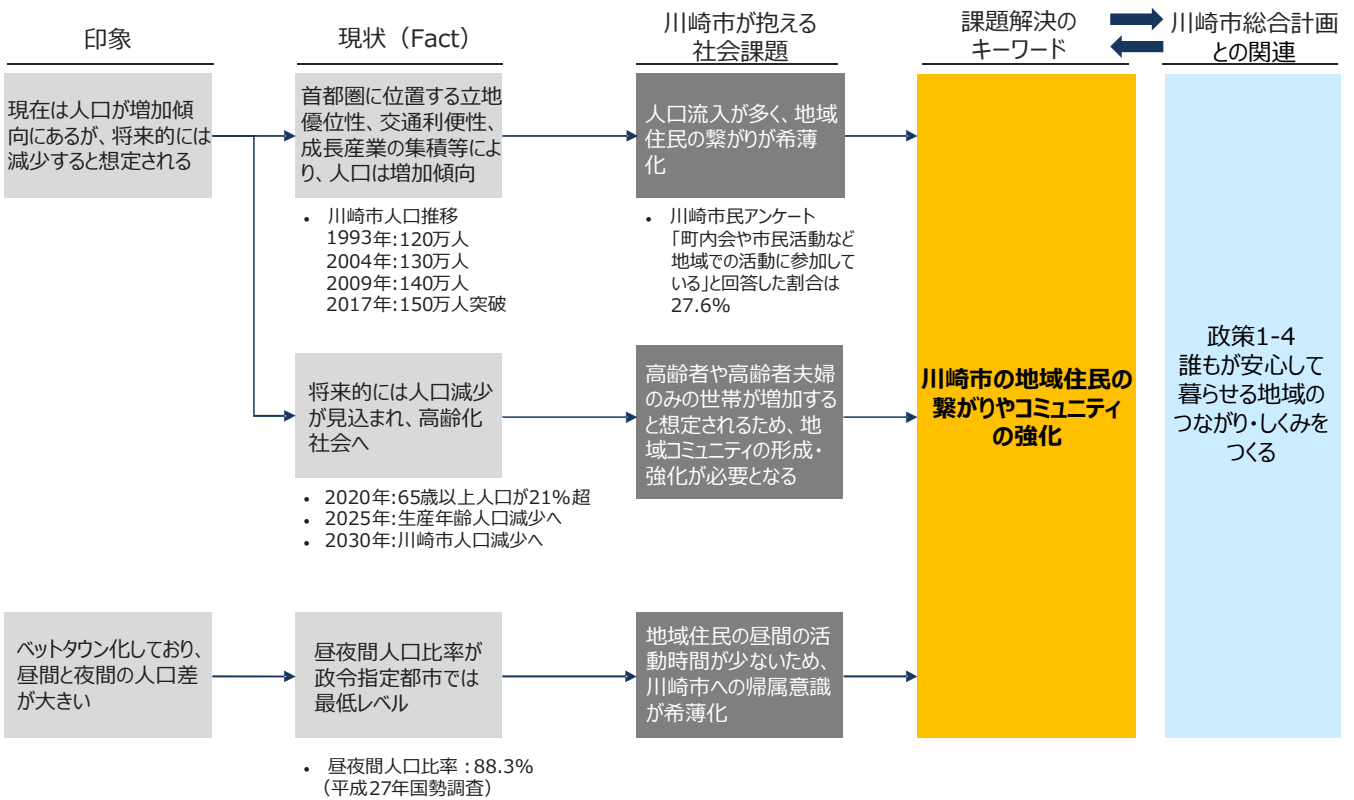 印象
現状（Fact）
川崎市が抱える
社会課題
課題解決の
キーワード
川崎市総合計画
との関連
現在は人口が増加傾
向にあるが、将来的には
減少すると想定される
首都圏に位置する立地
優位性、交通利便性、
成長産業の集積等によ
り、人口は増加傾向
• 川崎市人口推移
1993年:120万人
2004年:130万人
2009年:140万人
2017年:150万人突破
人口流入が多く、地域
住民の繋がりが希薄
化
• 川崎市民アンケート
「町内会や市民活動など
地域での活動に参加して
いる」と回答した割合は
27.6%
将来的には人口減少
が見込まれ、高齢化
社会へ
• 2020年:65歳以上人口が21%超
• 2025年:生産年齢人口減少へ
• 2030年:川崎市人口減少へ
高齢者や高齢者夫婦
のみの世帯が増加する
と想定されるため、地
域コミュニティの形成・
強化が必要となる
ベットタウン化しており、
昼間と夜間の人口差
が大きい
昼夜間人口比率が
政令指定都市では
最低レベル
• 昼夜間人口比率：88.3%
（平成27年国勢調査）
地域住民の昼間の活
動時間が少ないため、
川崎市への帰属意識
が希薄化
川崎市の地域住民の
繋がりやコミュニティ
の強化
政策1-4
誰もが安心して
暮らせる地域の
つながり・しくみを
つくる